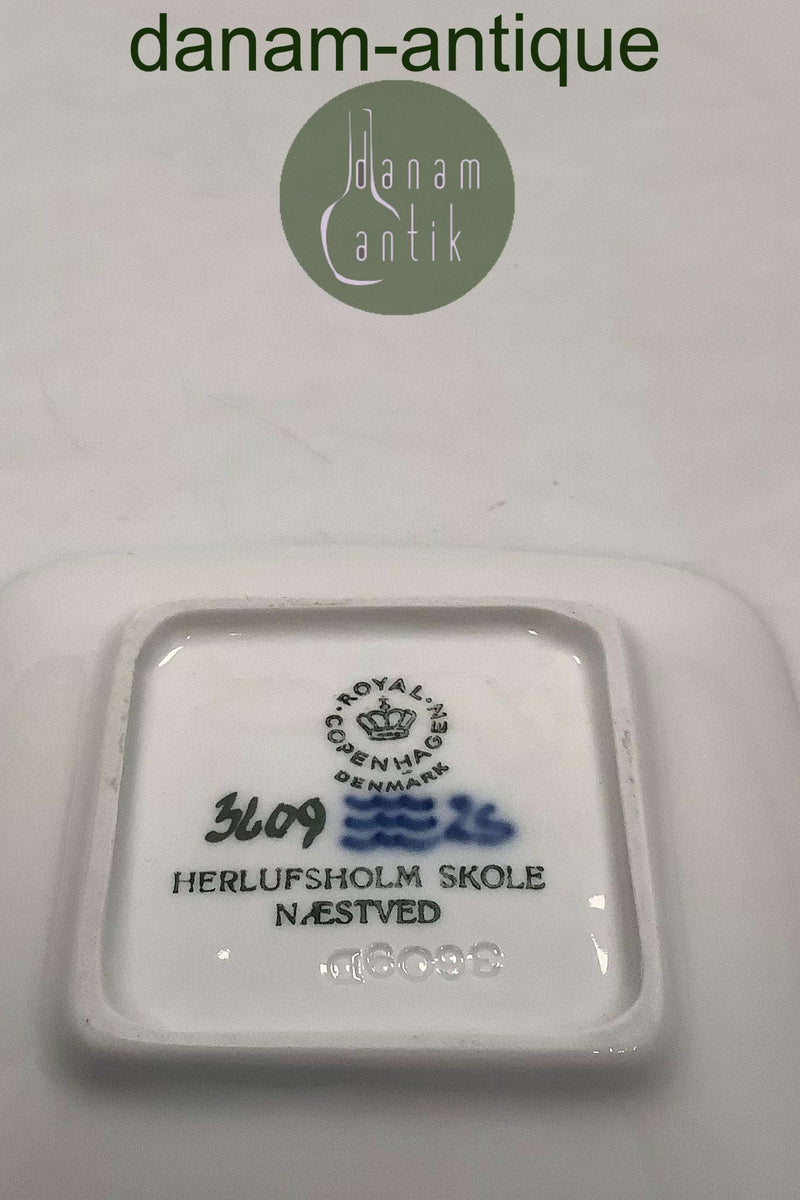 danam-antique
danam
antik
ROYAL COPENHAGEN
DENMARK
3609
HERLUFSHOLM SKOLE
NÆSTVED